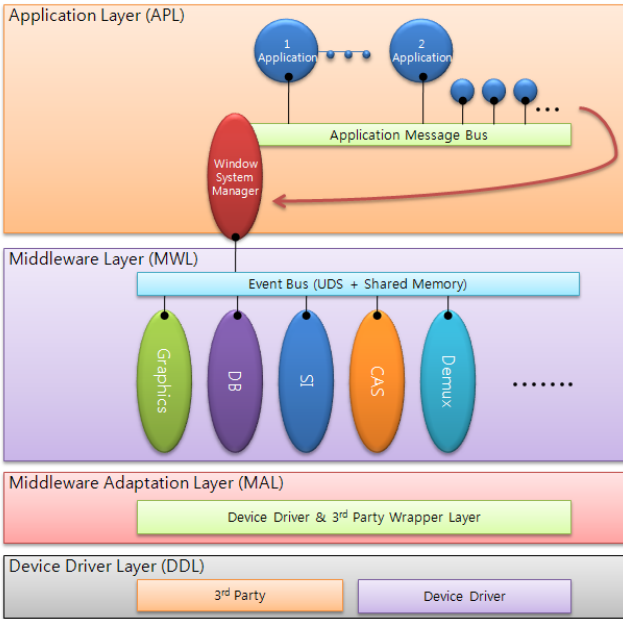 Application Layer (APL)
1
Application
2
Application
Application Message Bus
Window
System
Manager
Middleware Layer (MWL)
Event Bus (UDS + Shared Memory)
Graphics
DB
SI
CAS
Demux
Middleware Adaptation Layer (MAL)
Device Driver & 3rd Party Wrapper Layer
Device Driver Layer (DDL)
3rd Party
Device Driver